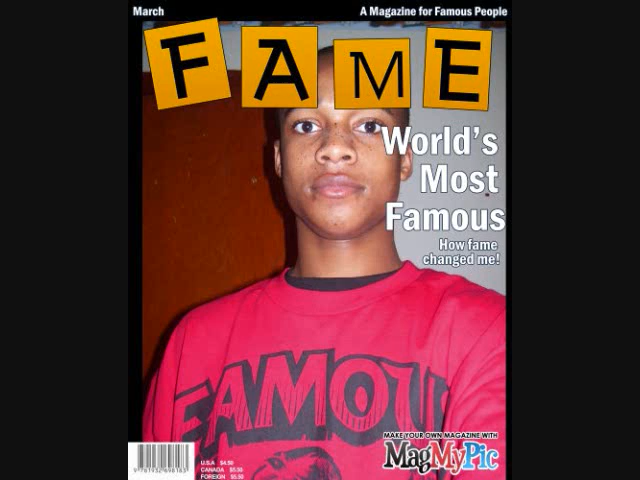 March
A Magazine for Famous People
FAME
World's
Most
Famous
How fame
changed me!
FAMOU
MAKE YOUR OWN MAGAZINE WITH
MagMyPic
U.S.A $4.50
CANADA $5.50
FOREIGN $5.50